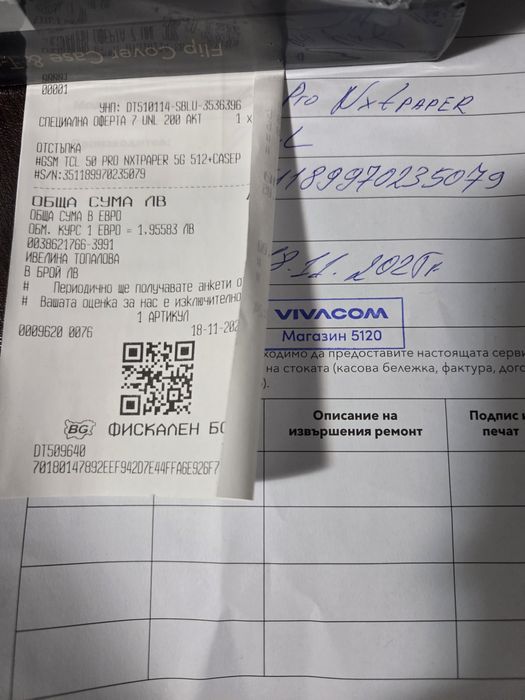 Flip Cover Case &
00001
00001
УНП: DT510114-SBLU-3536396
СПЕЦИАЛНА ОФЕРТА 7 UNL 200 АКТ 1 x
ОТСТЪПКА
#GSM TCL 50 PRO NXTPAPER 5G 512+CASEP
#S/N:351189970235079
ОБЩА СУМА ЛВ
ОБЩА СУМА В ЕВРО
ОБМ. КУРС 1 ЕВРО = 1.95583 ЛВ
0038621766-3991
ИВЕЛИНА ТОПАЛОВА
В БРОЙ ЛВ
# Периодично ще получавате анкети о
# Вашата оценка за нас е изключително
1 АРТИКУЛ
0009620 0076 18-11-202
BG ФИСКАЛЕН БО
DT509640
70180147892EEF942D7E44FFA6E926F7
Pro NxtPAPER
L
1189970235079
8.11.2025г.
VIVACOM
Магазин 5120
ходимо да предоставите настоящата серви
на стоката (касова бележка, фактура, дого
).
Описание на
извършения ремонт
Подпис и
печат